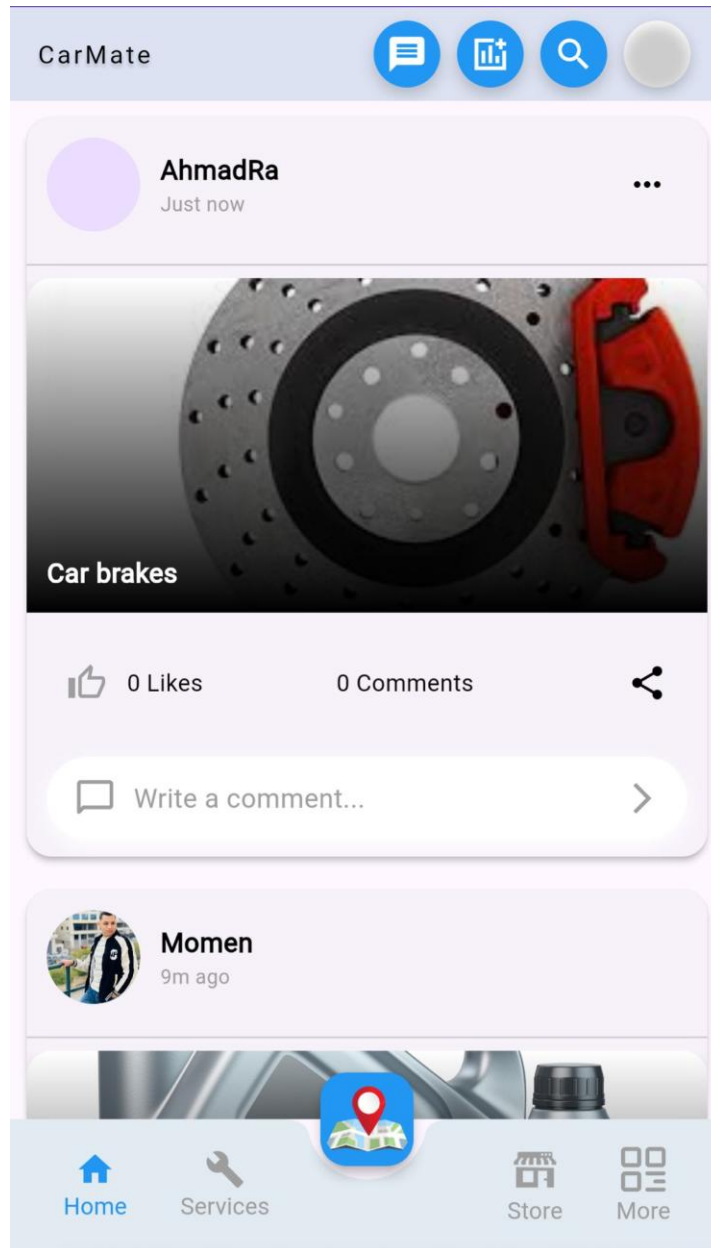 CarMate
AhmadRa
Just now
Car brakes
0 Likes 0 Comments
Write a comment...
Momen
9m ago
Home Services Store More